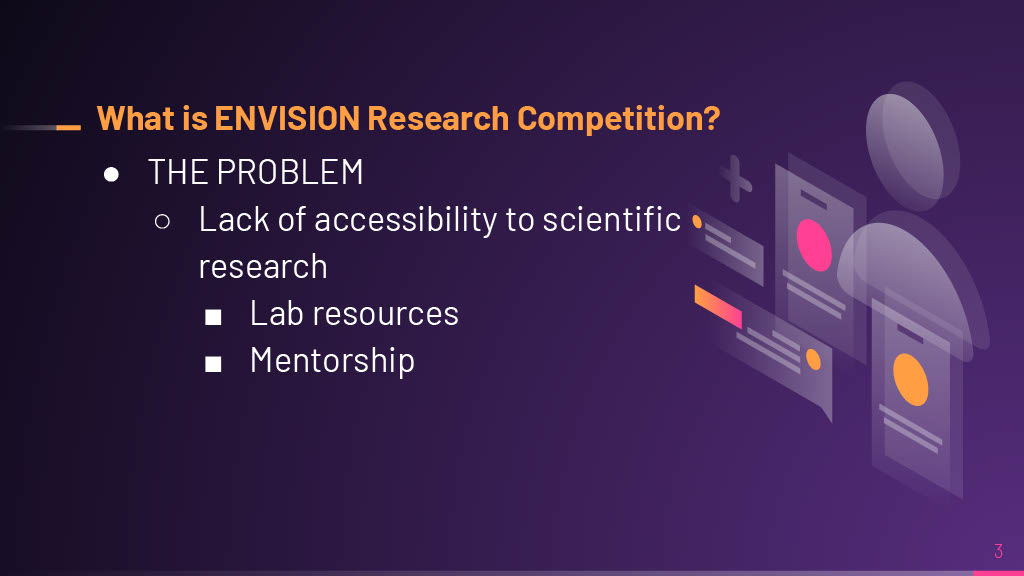 What is ENVISION Research Competition?
● THE PROBLEM
○ Lack of accessibility to scientific
research
■ Lab resources
■ Mentorship
3